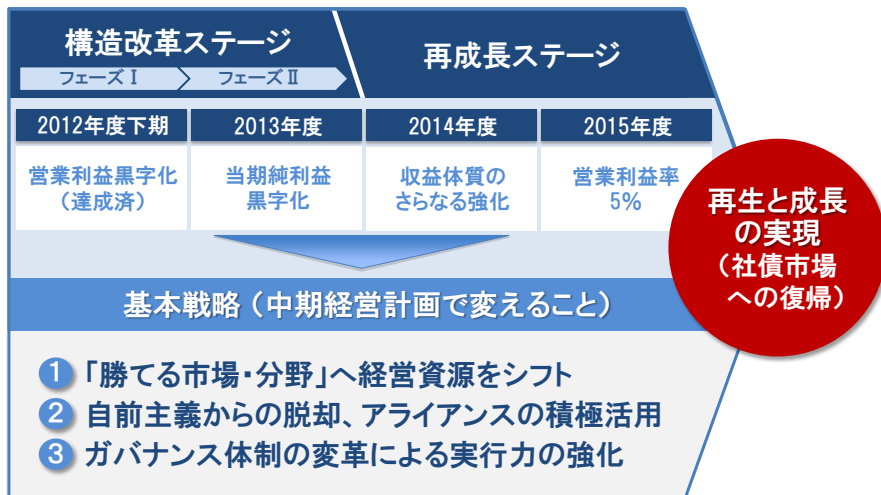 構造改革ステージ
フェーズⅠ
フェーズⅡ
再成長ステージ
2012年度下期
2013年度
2014年度
2015年度
営業利益黒字化
（達成済）
当期純利益
黒字化
収益体質の
さらなる強化
営業利益率
5%
再生と成長
の実現
（社債市場
への復帰）
基本戦略（中期経営計画で変えること）
1 「勝てる市場・分野」へ経営資源をシフト
2 自前主義からの脱却、アライアンスの積極活用
3 ガバナンス体制の変革による実行力の強化